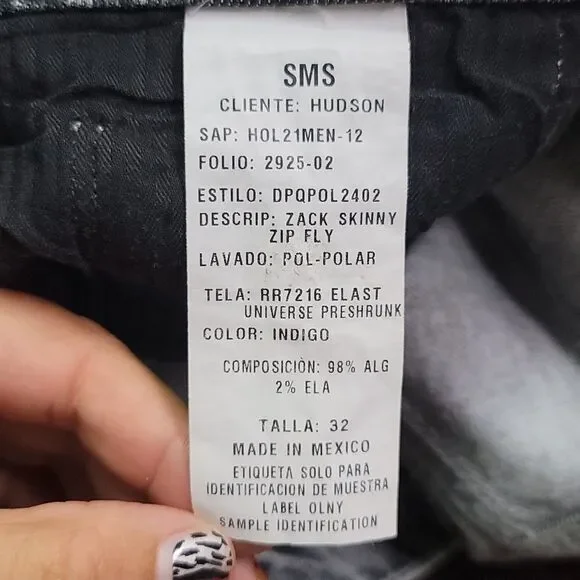 SMS
CLIENTE: HUDSON
SAP: HOL21MEN-12
FOLIO: 2925-02
ESTILO: DPQPOL2402
DESCRIP: ZACK SKINNY
ZIP FLY
LAVADO: POL-POLAR
TELA: RR7216 ELAST
UNIVERSE PRESHRUNK
COLOR: INDIGO
COMPOSICIÒN: 98% ALG
2% ELA
TALLA: 32
MADE IN MEXICO
ETIQUETA SOLO PARA
IDENTIFICACION DE MUESTRA
LABEL OLNY
SAMPLE IDENTIFICATION